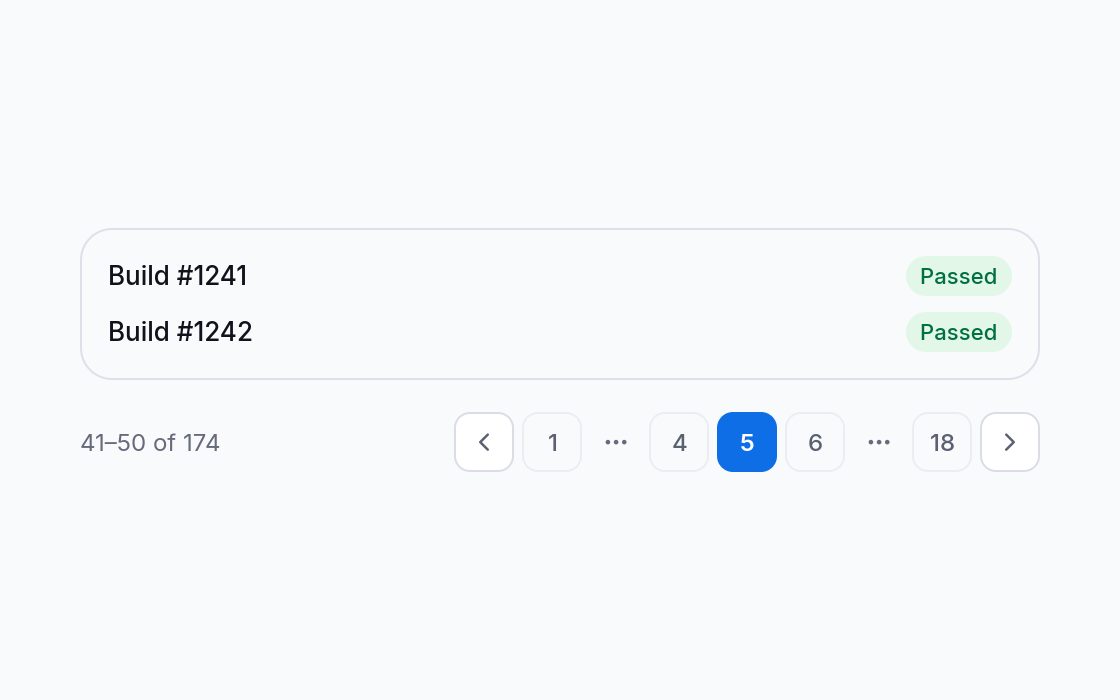 Build #1241 Passed
Build #1242 Passed
41–50 of 174 1 ••• 4 5 6 ••• 18